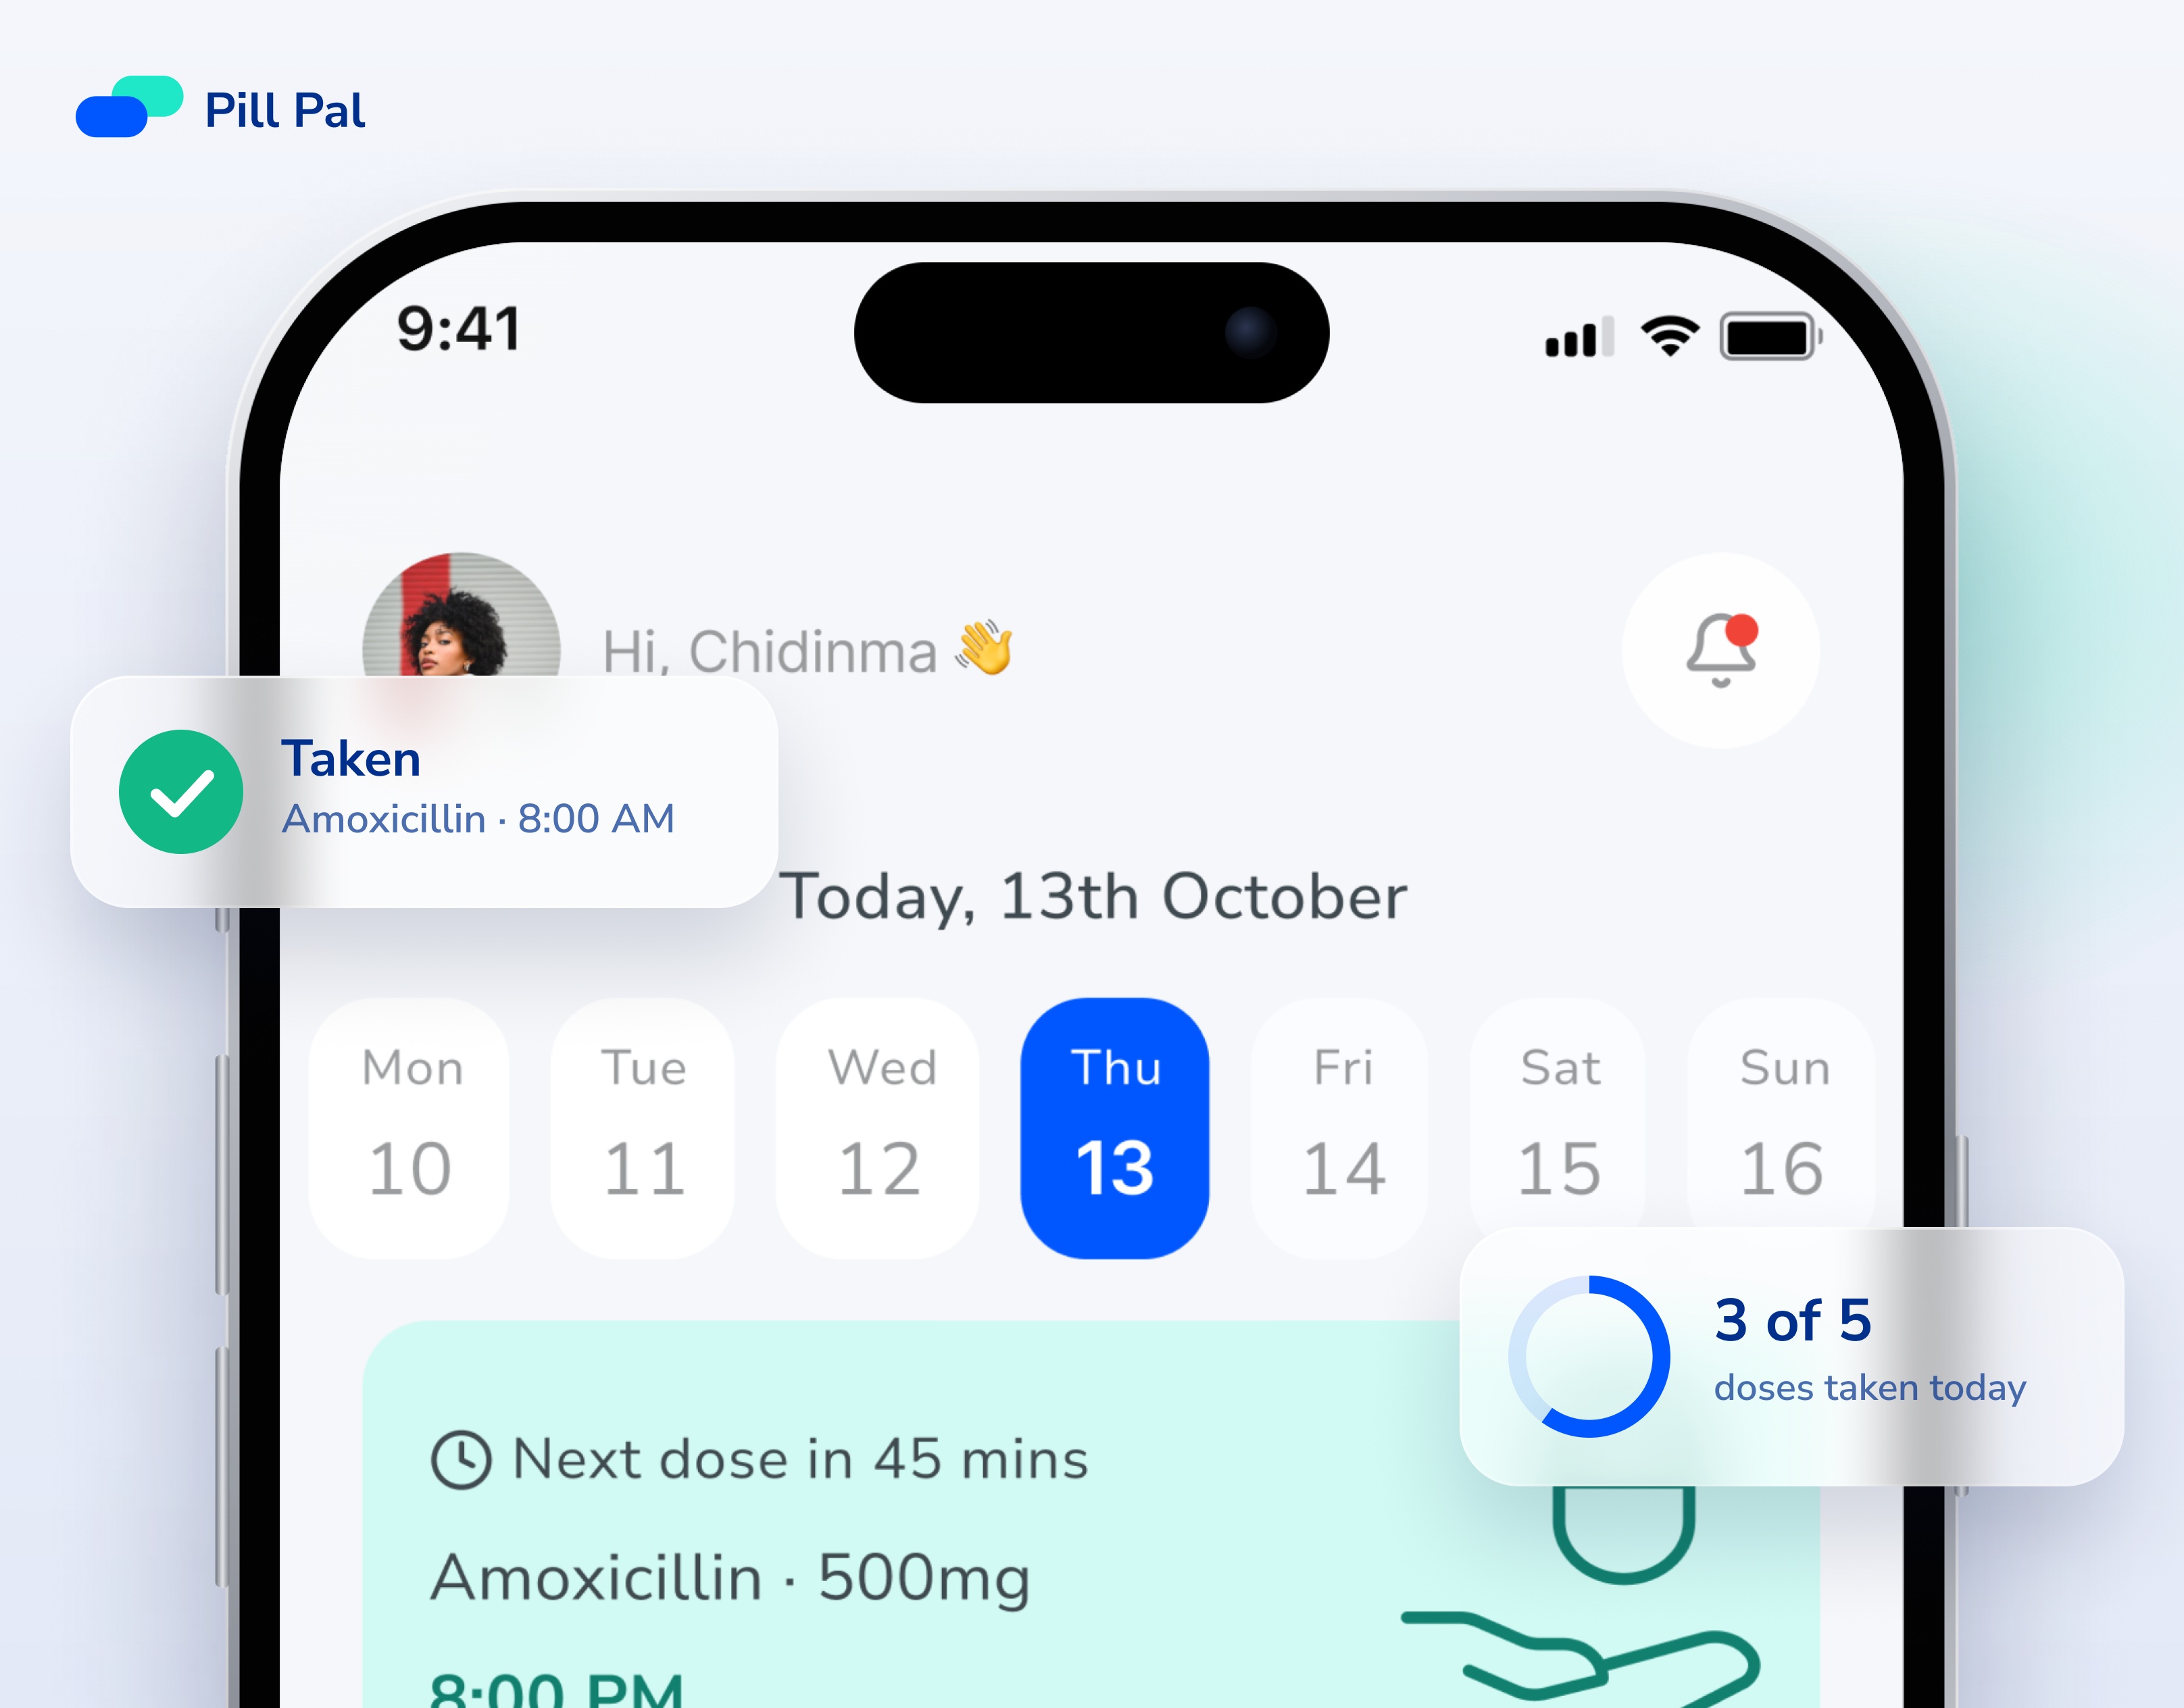 Pill Pal
9:41
Hi, Chidinma 👋
Taken
Amoxicillin · 8:00 AM
Today, 13th October
Mon Tue Wed Thu Fri Sat Sun
10 11 12 13 14 15 16
3 of 5
doses taken today
Next dose in 45 mins
Amoxicillin · 500mg
8:00 PM